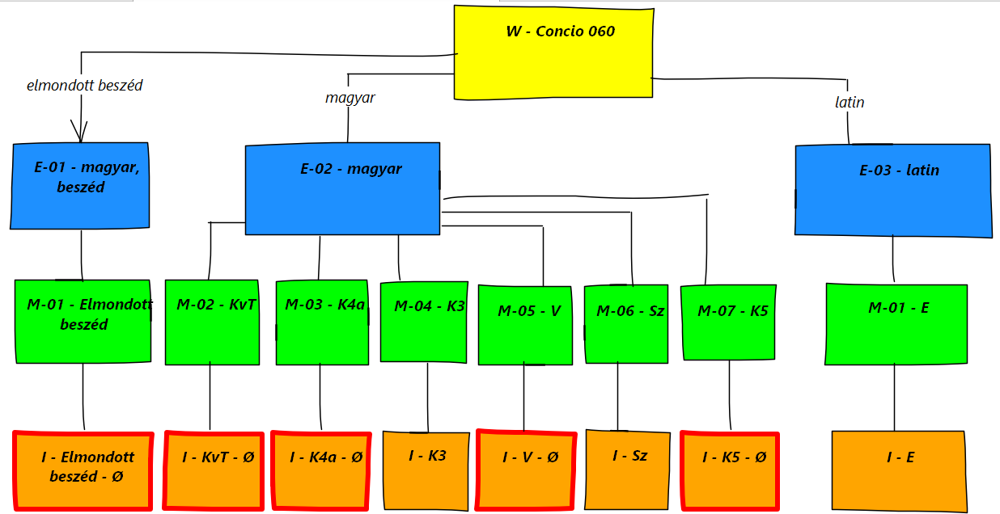 W - Concio 060
elmondott beszéd
magyar
latin
E-01 - magyar,
beszéd
E-02 - magyar
E-03 - latin
M-01 - Elmondott
beszéd
M-02 - KvT
M-03 - K4a
M-04 - K3
M-05 - V
M-06 - Sz
M-07 - K5
M-01 - E
I - Elmondott
beszéd - Ø
I - KvT - Ø
I - K4a - Ø
I - K3
I - V - Ø
I - Sz
I - K5 - Ø
I - E